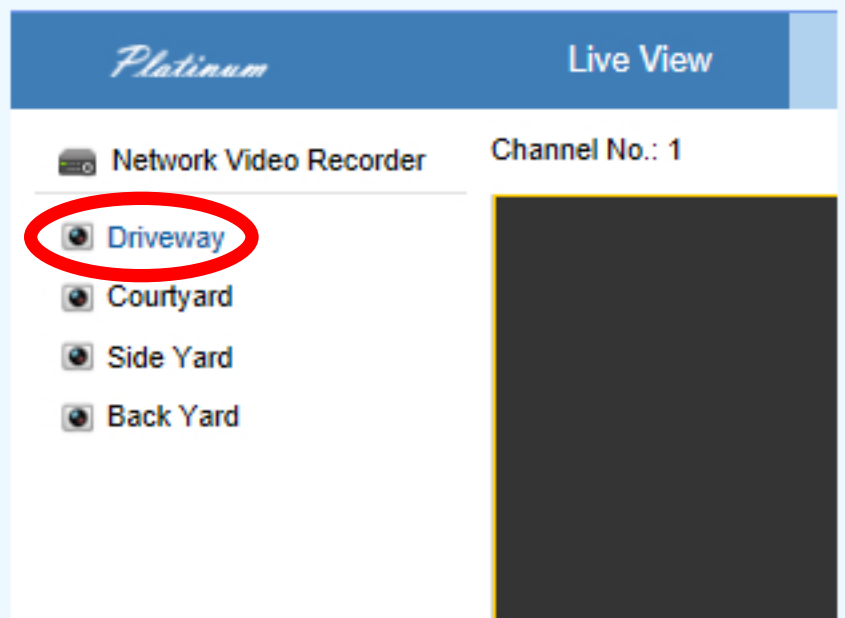 Platinum
Live View
Network Video Recorder
Channel No.: 1
Driveway
Courtyard
Side Yard
Back Yard